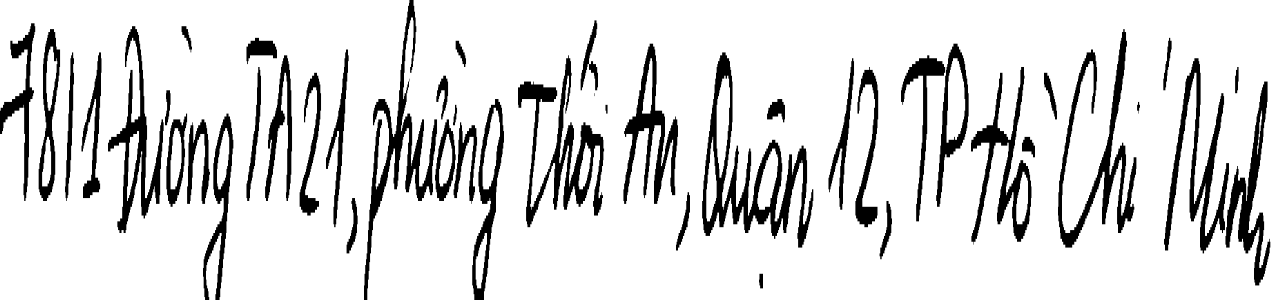 78/1 Đường TA21, phường Thới An, Quận 12, TP Hồ Chí Minh